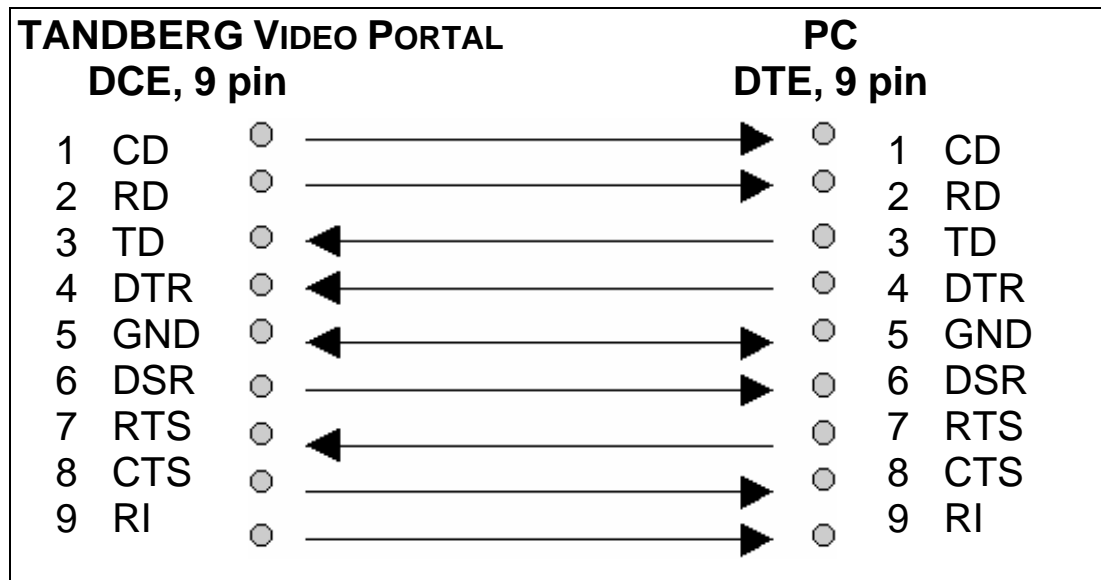 TANDBERG VIDEO PORTAL PC
DCE, 9 pin DTE, 9 pin
1 CD 1 CD
2 RD 2 RD
3 TD 3 TD
4 DTR 4 DTR
5 GND 5 GND
6 DSR 6 DSR
7 RTS 7 RTS
8 CTS 8 CTS
9 RI 9 RI